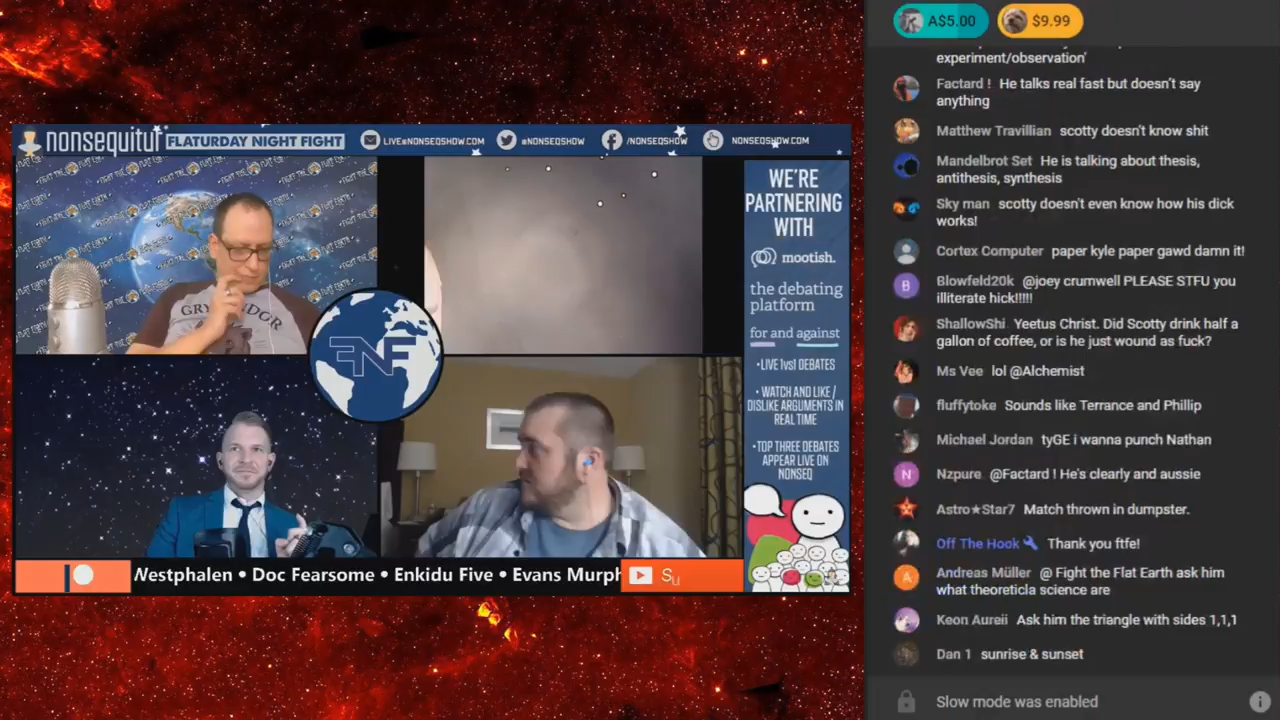 nonsequitur FLATURDAY NIGHT FIGHT LIVE@NONSEQSHOW.COM @NONSEQSHOW /NONSEQSHOW NONSEQSHOW.COM
GRYFFINDOR
FNF
WE'RE
PARTNERING
WITH
mootish.
the debating
platform
for and against
•LIVE 1vs1 DEBATES
• WATCH AND LIKE /
DISLIKE ARGUMENTS IN
REAL TIME
•TOP THREE DEBATES
APPEAR LIVE ON
NONSEQ
Westphalen • Doc Fearsome • Enkidu Five • Evans Murph
Su
A$5.00 $9.99
experiment/observation'
Factard ! He talks real fast but doesn't say
anything
Matthew Travillian scotty doesn't know shit
Mandelbrot Set He is talking about thesis,
antithesis, synthesis
Sky man scotty doesn't even know how his dick
works!
Cortex Computer paper kyle paper gawd damn it!
B Blowfeld20k @joey crumwell PLEASE STFU you
illiterate hick!!!!!
ShallowShi Yeetus Christ. Did Scotty drink half a
gallon of coffee, or is he just wound as fuck?
Ms Vee lol @Alchemist
fluffytoke Sounds like Terrance and Phillip
Michael Jordan tyGE i wanna punch Nathan
N Nzpure @Factard ! He's clearly and aussie
Astro★Star7 Match thrown in dumpster.
Off The Hook Thank you ftfe!
A Andreas Müller @ Fight the Flat Earth ask him
what theoreticla science are
Keon Aureii Ask him the triangle with sides 1,1,1
Dan 1 sunrise & sunset
Slow mode was enabled